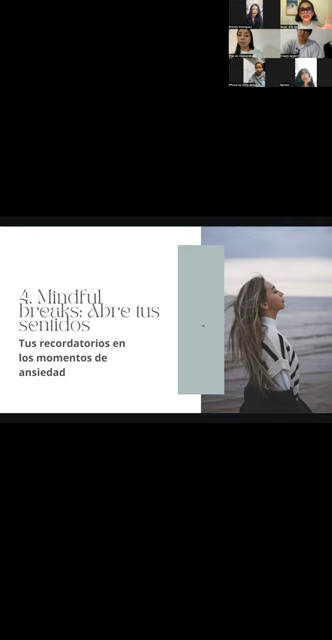 4. Mindful
breaks: Abre tus
sentidos
Tus recordatorios en
los momentos de
ansiedad